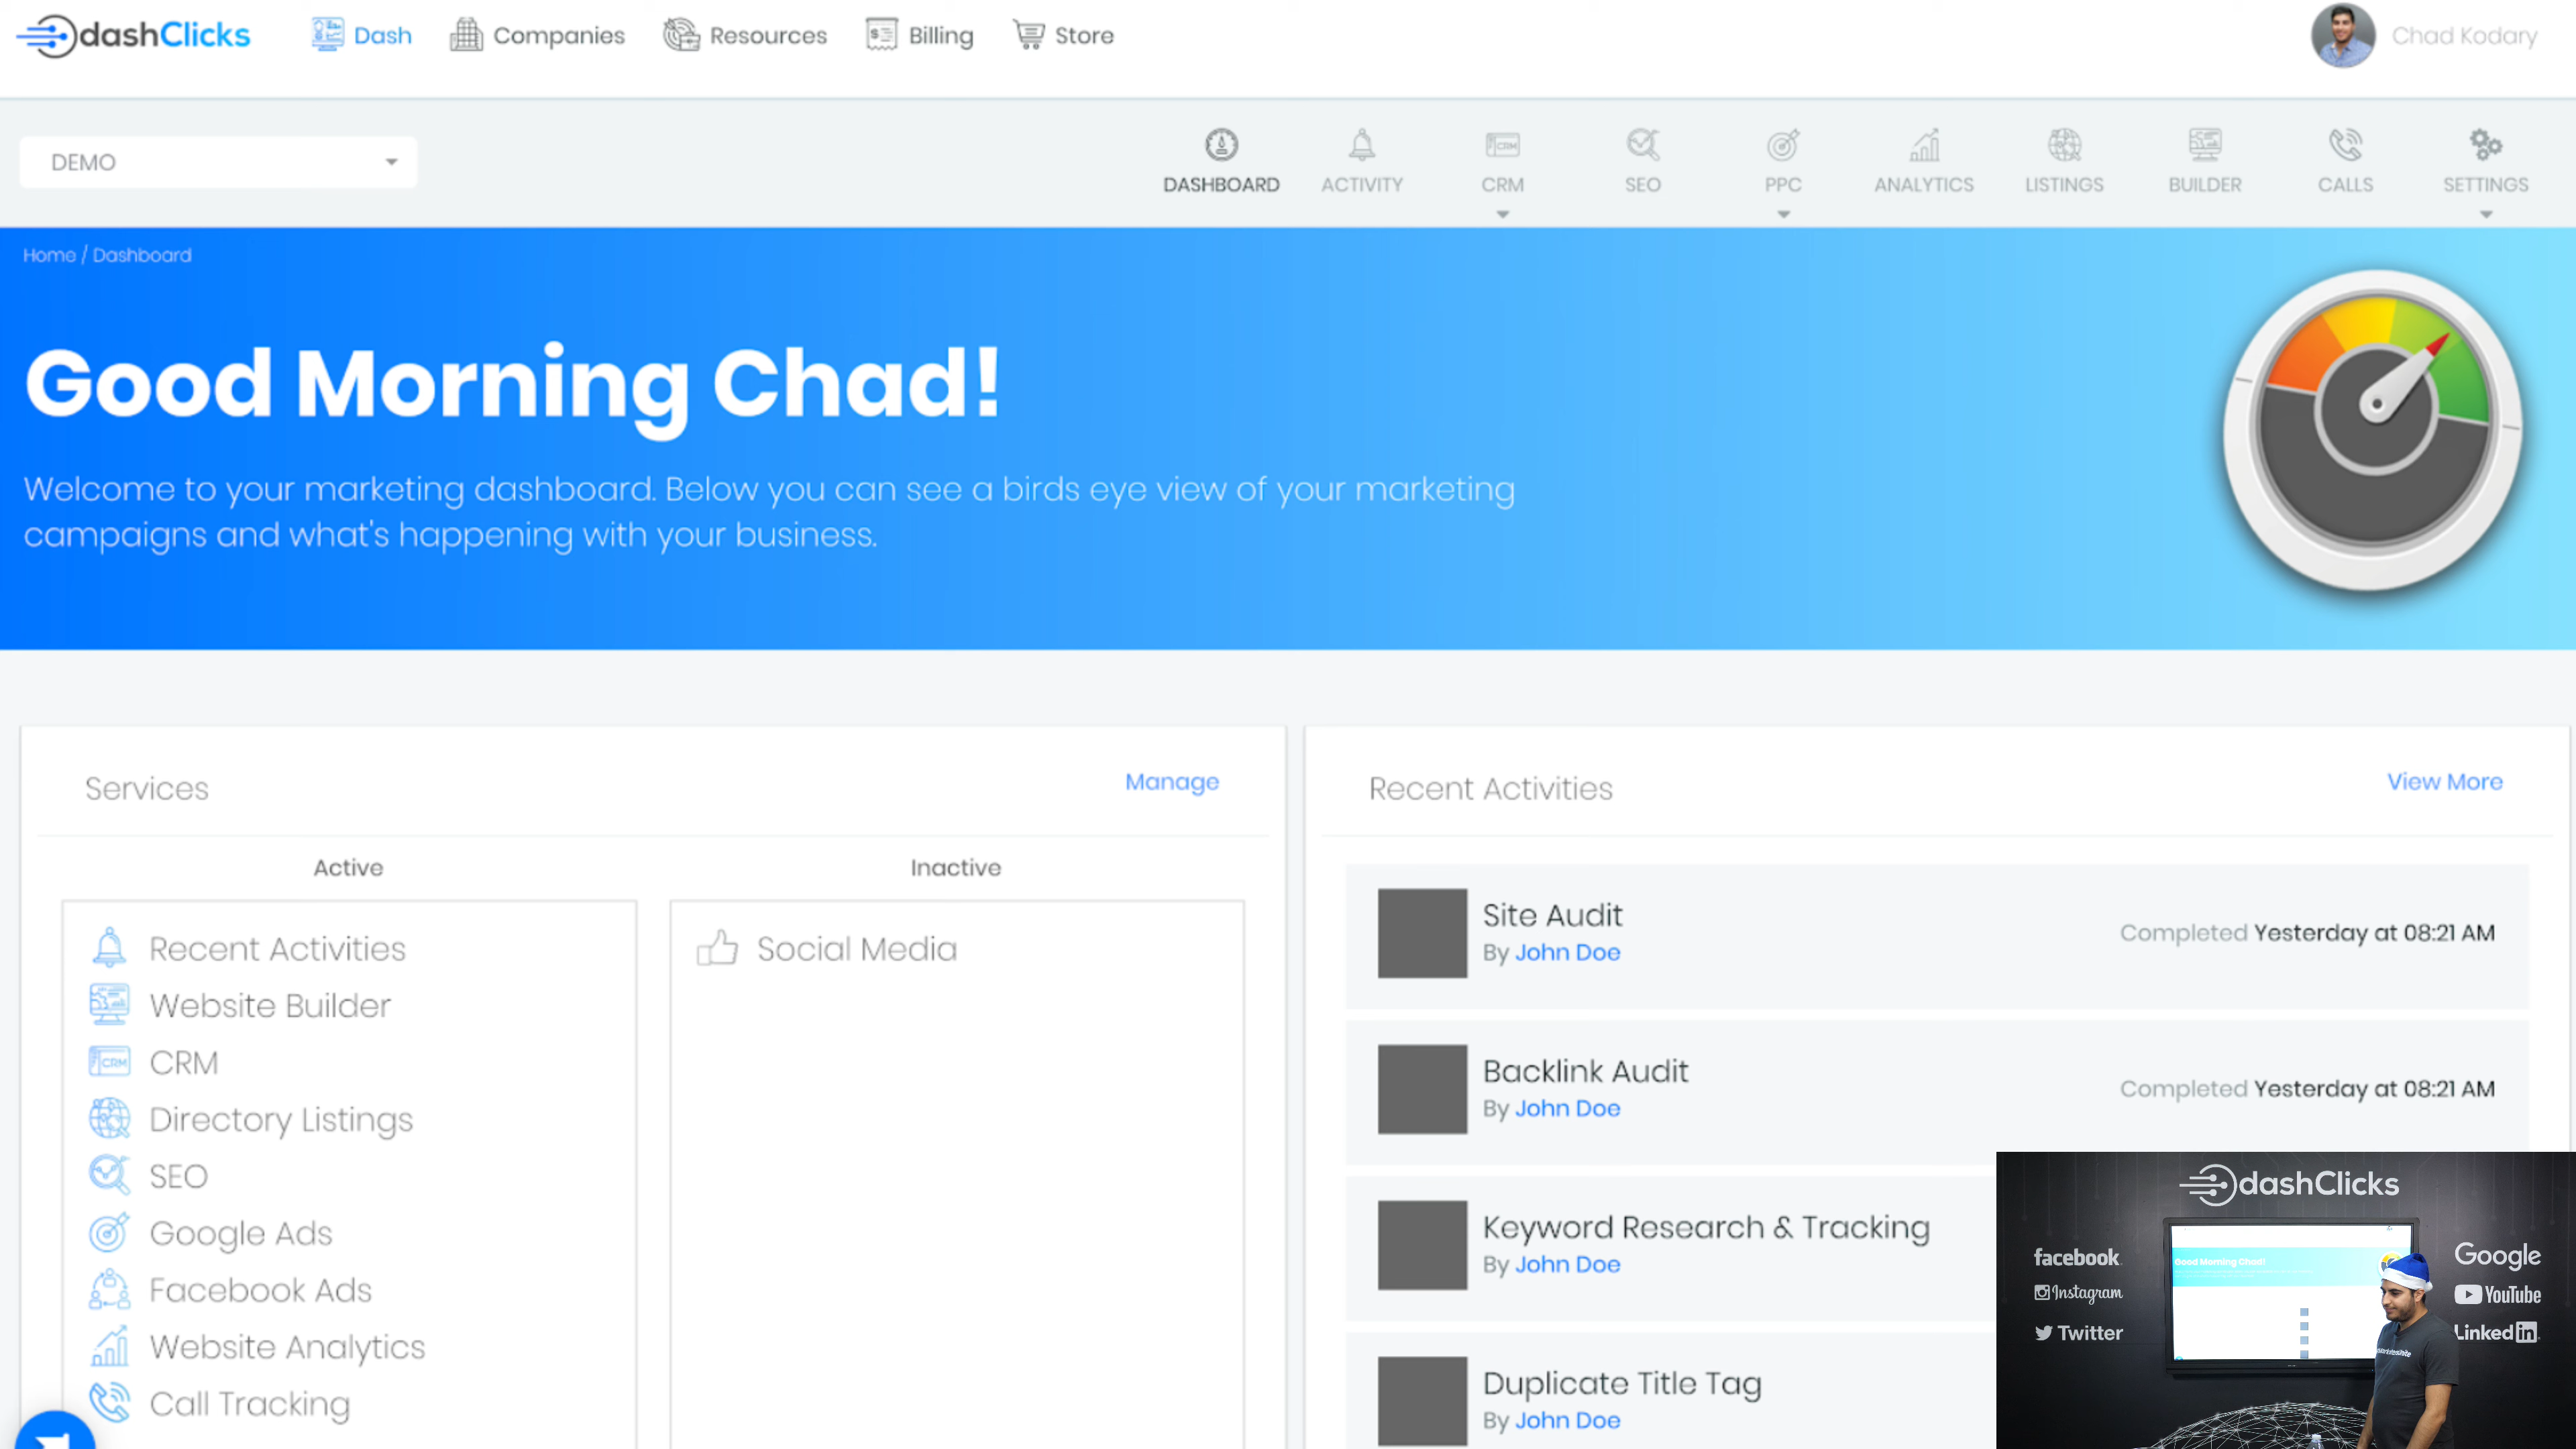 dashClicks
Dash
Companies
Resources
Billing
Store
Chad Kodary
DEMO
DASHBOARD
ACTIVITY
CRM
SEO
PPC
ANALYTICS
LISTINGS
BUILDER
CALLS
SETTINGS
Home / Dashboard
Good Morning Chad!
Welcome to your marketing dashboard. Below you can see a birds eye view of your marketing
campaigns and what's happening with your business.
Services
Manage
Active
Inactive
Recent Activities
Website Builder
CRM
Directory Listings
SEO
Google Ads
Facebook Ads
Website Analytics
Call Tracking
Social Media
Recent Activities
View More
Site Audit
By John Doe
Completed Yesterday at 08:21 AM
Backlink Audit
By John Doe
Completed Yesterday at 08:21 AM
Keyword Research & Tracking
By John Doe
Duplicate Title Tag
By John Doe
dashClicks
facebook
Instagram
Twitter
Good Morning Chad!
Google
YouTube
Linked in